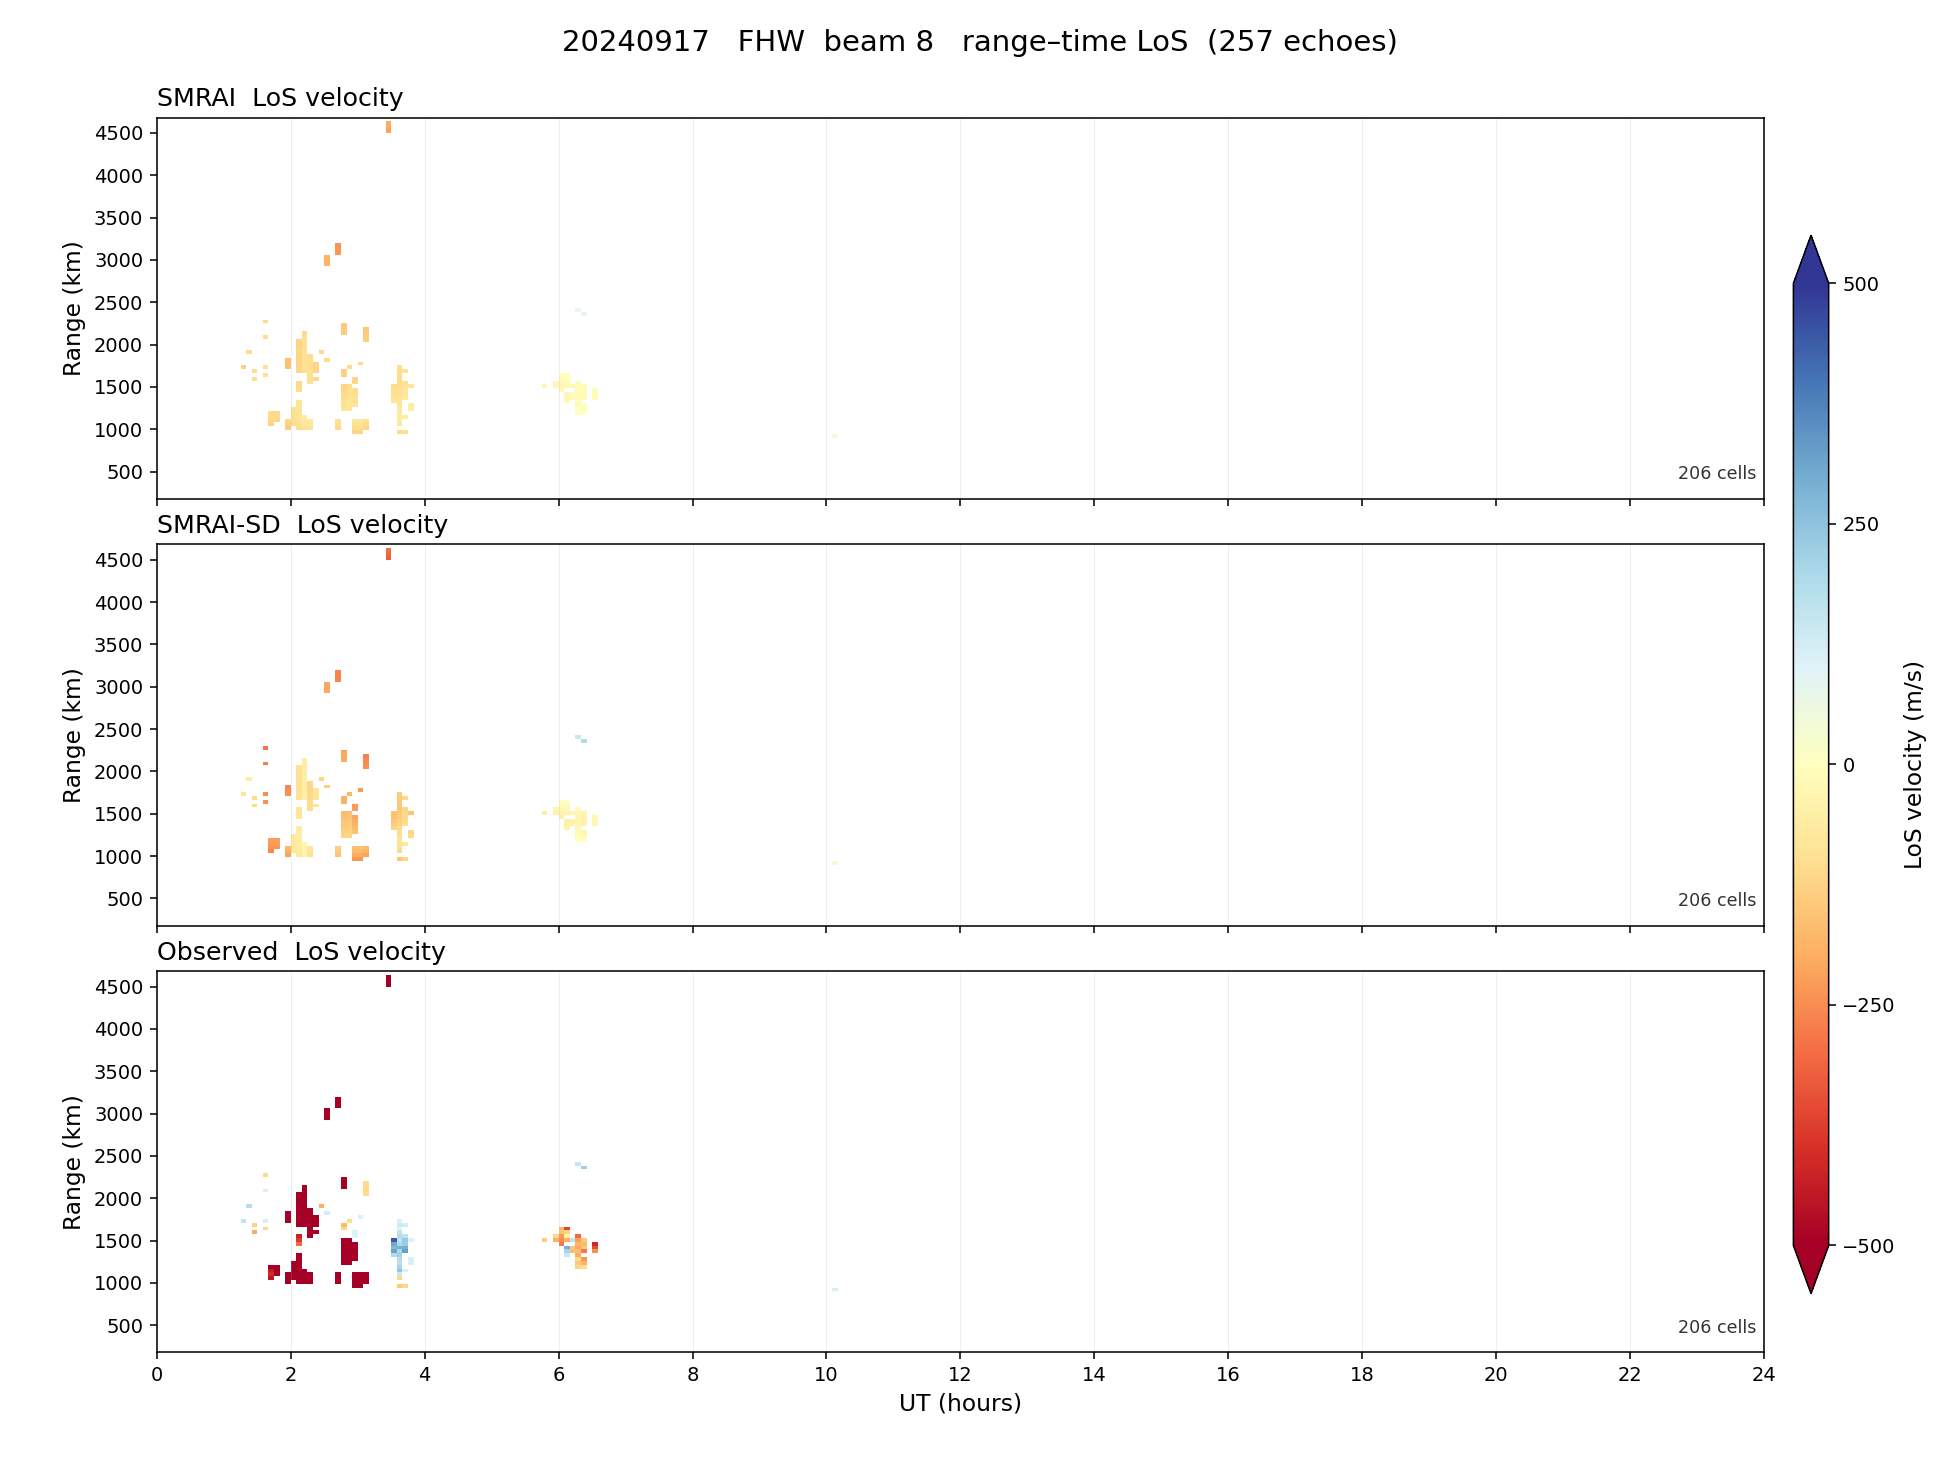 20240917   FHW  beam 8   range–time LoS  (257 echoes)
SMRAI  LoS velocity
4500
4000
3500
3000
2500
2000
1500
1000
500
Range (km)
206 cells
SMRAI-SD  LoS velocity
4500
4000
3500
3000
2500
2000
1500
1000
500
Range (km)
206 cells
Observed  LoS velocity
4500
4000
3500
3000
2500
2000
1500
1000
500
Range (km)
206 cells
0 2 4 6 8 10 12 14 16 18 20 22 24
UT (hours)
500
250
0
−250
−500
LoS velocity (m/s)